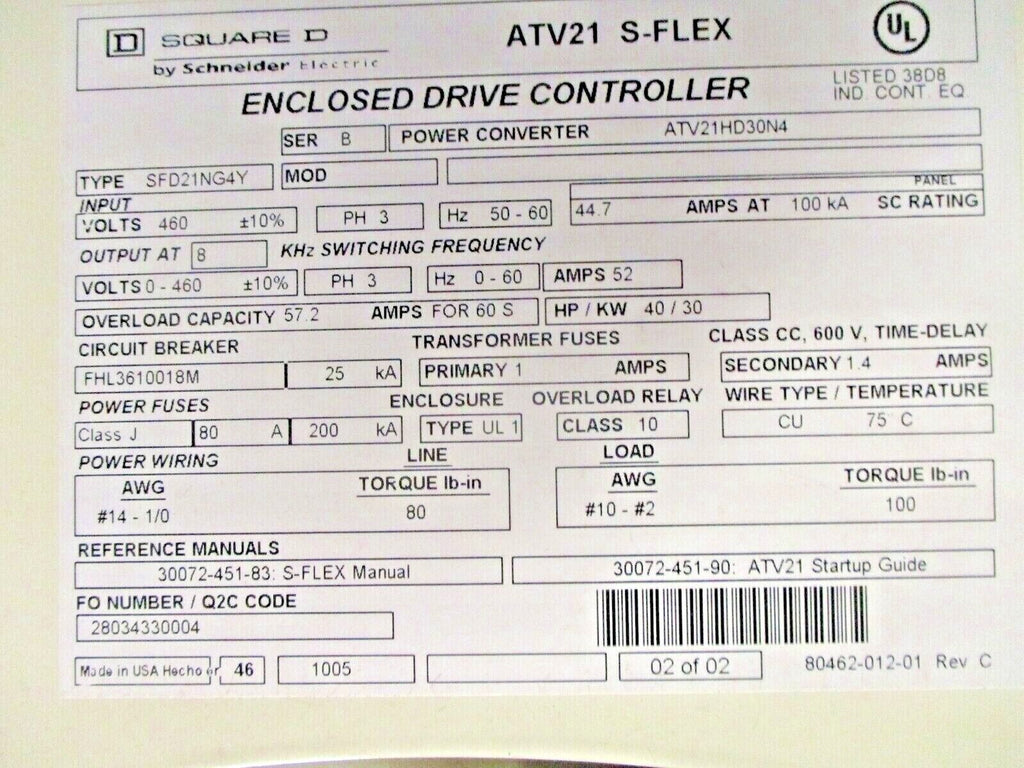 D SQUARE D ATV21 S-FLEX UL
by Schneider Electric
LISTED 38D8
IND. CONT. EQ
ENCLOSED DRIVE CONTROLLER
SER B POWER CONVERTER ATV21HD30N4
TYPE SFD21NG4Y MOD
PANEL
INPUT
VOLTS 460 ±10% PH 3 Hz 50 - 60 44.7 AMPS AT 100 kA SC RATING
OUTPUT AT 8 KHz SWITCHING FREQUENCY
VOLTS 0 - 460 ±10% PH 3 Hz 0 - 60 AMPS 52
OVERLOAD CAPACITY 57.2 AMPS FOR 60 S HP / KW 40 / 30
CIRCUIT BREAKER TRANSFORMER FUSES CLASS CC, 600 V, TIME-DELAY
FHL3610018M 25 kA PRIMARY 1 AMPS SECONDARY 1.4 AMPS
POWER FUSES ENCLOSURE OVERLOAD RELAY WIRE TYPE / TEMPERATURE
Class J 80 A 200 kA TYPE UL 1 CLASS 10 CU 75 C
POWER WIRING LINE LOAD
AWG TORQUE lb-in AWG TORQUE lb-in
#14 - 1/0 80 #10 - #2 100
REFERENCE MANUALS
30072-451-83: S-FLEX Manual 30072-451-90: ATV21 Startup Guide
FO NUMBER / Q2C CODE
28034330004
Made in USA Hecho 46 1005 02 of 02 80462-012-01 Rev C